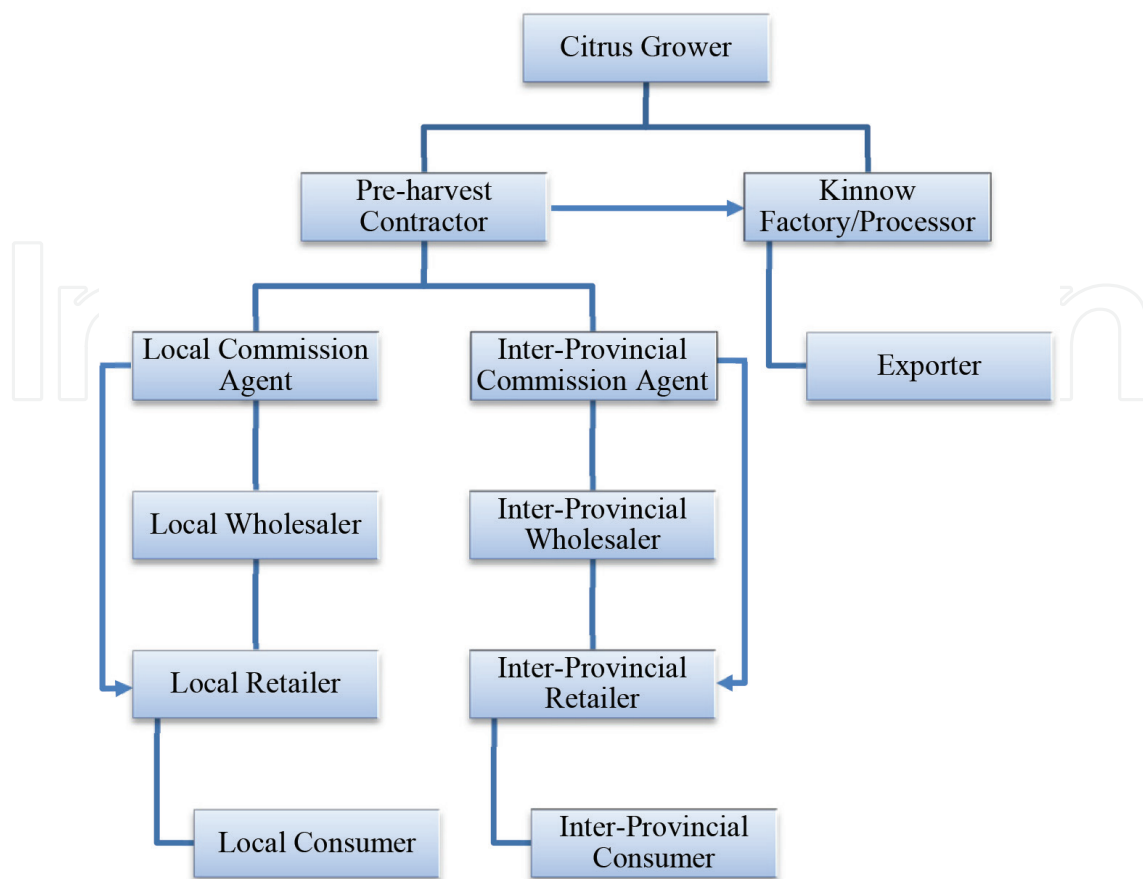 Citrus Grower
Pre-harvest
Contractor
Kinnow
Factory/Processor
Local Commission
Agent
Inter-Provincial
Commission Agent
Exporter
Local Wholesaler
Inter-Provincial
Wholesaler
Local Retailer
Inter-Provincial
Retailer
Local Consumer
Inter-Provincial
Consumer